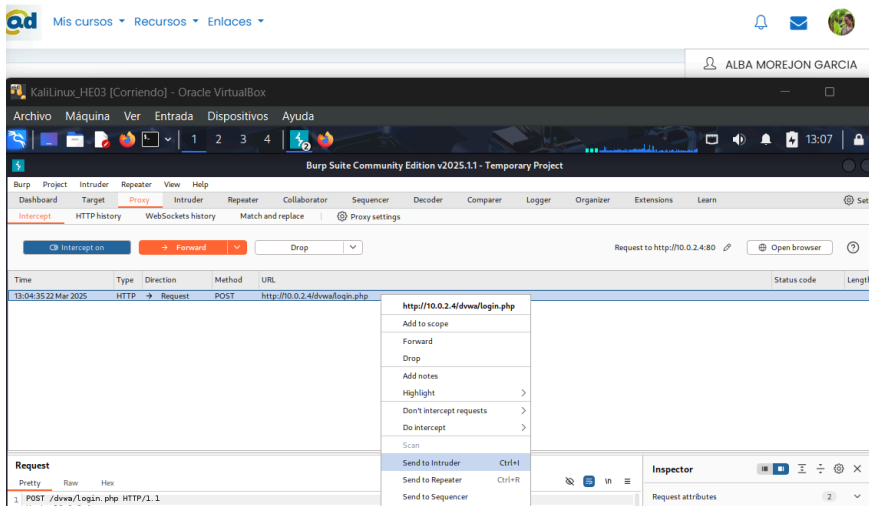 ad Mis cursos Recursos Enlaces
ALBA MOREJON GARCIA
KaliLinux_HE03 [Corriendo] - Oracle VirtualBox
Archivo Máquina Ver Entrada Dispositivos Ayuda
1 2 3 4 13:07
Burp Suite Community Edition v2025.1.1 - Temporary Project
Burp Project Intruder Repeater View Help
Dashboard Target Proxy Intruder Repeater Collaborator Sequencer Decoder Comparer Logger Organizer Extensions Learn Set
Intercept HTTP history WebSockets history Match and replace Proxy settings
Intercept on Forward Drop Request to http://10.0.2.4:80 Open browser
Time Type Direction Method URL Status code Length
13:04:35 22 Mar 2025 HTTP → Request POST http://10.0.2.4/dvwa/login.php
http://10.0.2.4/dvwa/login.php
Add to scope
Forward
Drop
Add notes
Highlight
Don't intercept requests
Do intercept
Scan
Send to Intruder Ctrl+I
Send to Repeater Ctrl+R
Send to Sequencer
Request
Pretty Raw Hex \n
1 POST /dvwa/login.php HTTP/1.1
Inspector
Request attributes 2